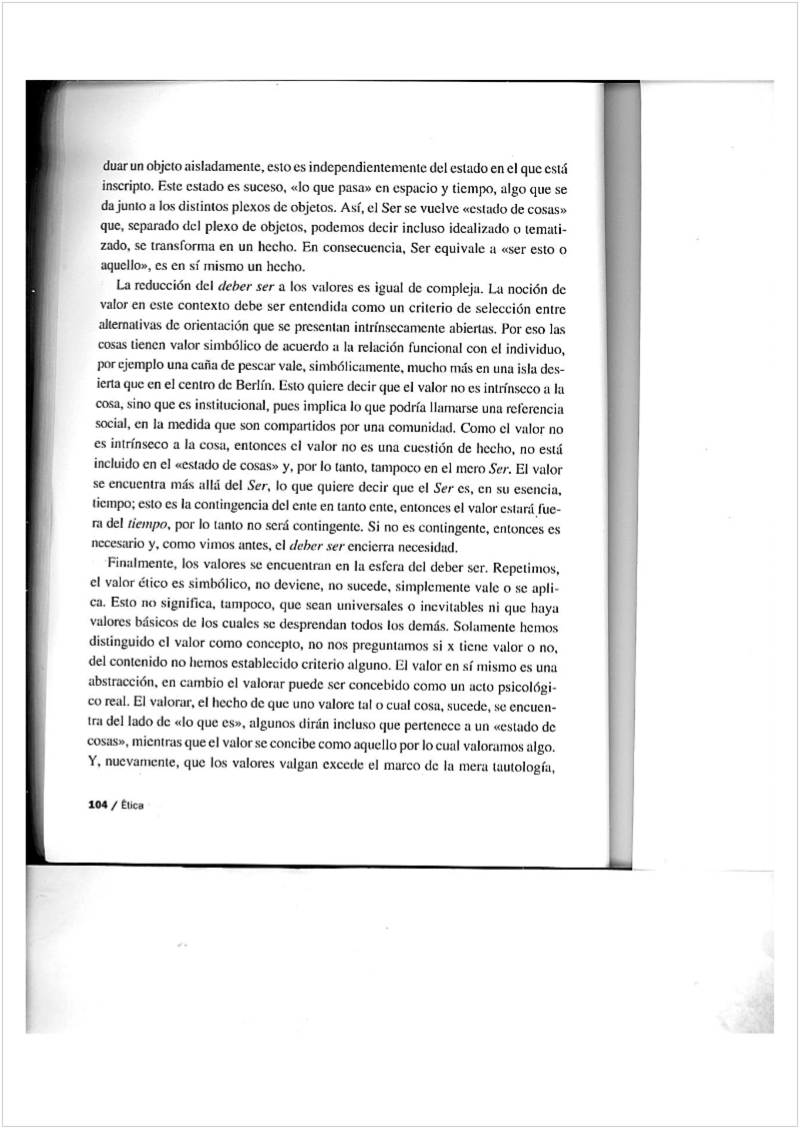 duar un objeto aisladamente, esto es independientemente del estado en el que está
inscripto. Este estado es suceso, «lo que pasa» en espacio y tiempo, algo que se
da junto a los distintos plexos de objetos. Así, el Ser se vuelve «estado de cosas»
que, separado del plexo de objetos, podemos decir incluso idealizado o temati-
zado, se transforma en un hecho. En consecuencia, Ser equivale a «ser esto o
aquello», es en sí mismo un hecho.
La reducción del deber ser a los valores es igual de compleja. La noción de
valor en este contexto debe ser entendida como un criterio de selección entre
alternativas de orientación que se presentan intrínsecamente abiertas. Por eso las
cosas tienen valor simbólico de acuerdo a la relación funcional con el individuo,
por ejemplo una caña de pescar vale, simbólicamente, mucho más en una isla des-
ierta que en el centro de Berlín. Esto quiere decir que el valor no es intrínseco a la
cosa, sino que es institucional, pues implica lo que podría llamarse una referencia
social, en la medida que son compartidos por una comunidad. Como el valor no
es intrínseco a la cosa, entonces el valor no es una cuestión de hecho, no está
incluido en el «estado de cosas» y, por lo tanto, tampoco en el mero Ser. El valor
se encuentra más allá del Ser, lo que quiere decir que el Ser es, en su esencia,
tiempo; esto es la contingencia del ente en tanto ente, entonces el valor estará fue-
ra del tiempo, por lo tanto no será contingente. Si no es contingente, entonces es
necesario y, como vimos antes, el deber ser encierra necesidad.
Finalmente, los valores se encuentran en la esfera del deber ser. Repetimos,
el valor ético es simbólico, no deviene, no sucede, simplemente vale o se apli-
ca. Esto no significa, tampoco, que sean universales o inevitables ni que haya
valores básicos de los cuales se desprendan todos los demás. Solamente hemos
distinguido el valor como concepto, no nos preguntamos si x tiene valor o no,
del contenido no hemos establecido criterio alguno. El valor en sí mismo es una
abstracción, en cambio el valorar puede ser concebido como un acto psicológi-
co real. El valorar, el hecho de que uno valore tal o cual cosa, sucede, se encuen-
tra del lado de «lo que es», algunos dirán incluso que pertenece a un «estado de
cosas», mientras que el valor se concibe como aquello por lo cual valoramos algo.
Y, nuevamente, que los valores valgan excede el marco de la mera tautología,
104 / Ética